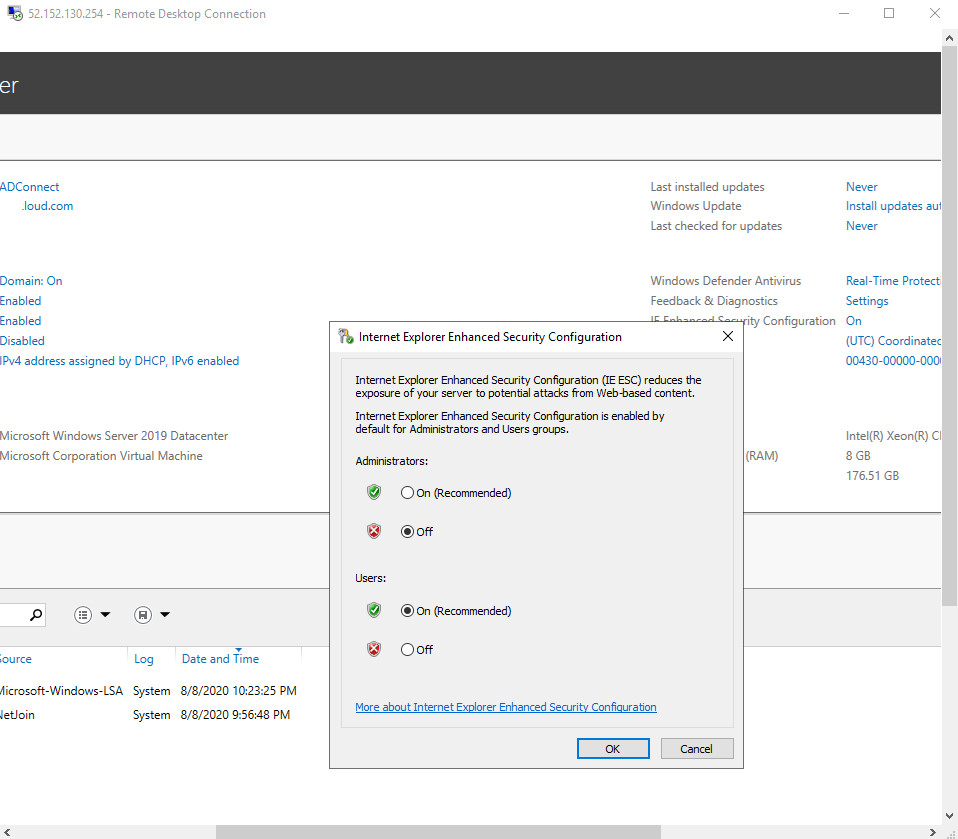 52.152.130.254 - Remote Desktop Connection
er
ADConnect
.loud.com
Last installed updates Never
Windows Update Install updates aut
Last checked for updates Never
Domain: On
Enabled
Enabled
Disabled
IPv4 address assigned by DHCP, IPv6 enabled
Windows Defender Antivirus Real-Time Protect
Feedback & Diagnostics Settings
IE Enhanced Security Configuration On
(UTC) Coordinated
00430-00000-000
Microsoft Windows Server 2019 Datacenter
Microsoft Corporation Virtual Machine
Intel(R) Xeon(R) C
(RAM) 8 GB
176.51 GB
Internet Explorer Enhanced Security Configuration
Internet Explorer Enhanced Security Configuration (IE ESC) reduces the
exposure of your server to potential attacks from Web-based content.
Internet Explorer Enhanced Security Configuration is enabled by
default for Administrators and Users groups.
Administrators:
On (Recommended)
Off
Users:
On (Recommended)
Off
More about Internet Explorer Enhanced Security Configuration
OK Cancel
Source Log Date and Time
Microsoft-Windows-LSA System 8/8/2020 10:23:25 PM
NetJoin System 8/8/2020 9:56:48 PM